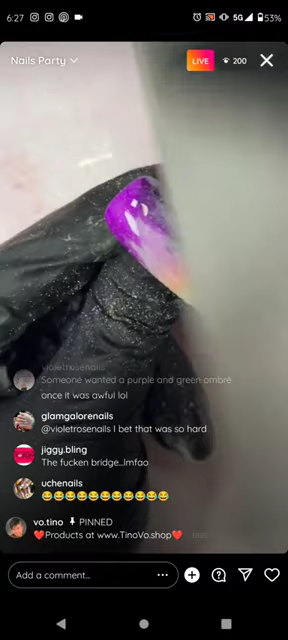 6:27
5G 53%
Nails Party
LIVE
200
violetrosenails
Someone wanted a purple and green ombré
once it was awful lol
glamgalorenails
@violetrosenails I bet that was so hard
jiggy.bling
The fucken bridge...lmfao
uchenails
😂😂😂😂😂😂😂😂😂😂😂
vo.tino PINNED
❤️Products at www.TinoVo.shop❤️
Add a comment...